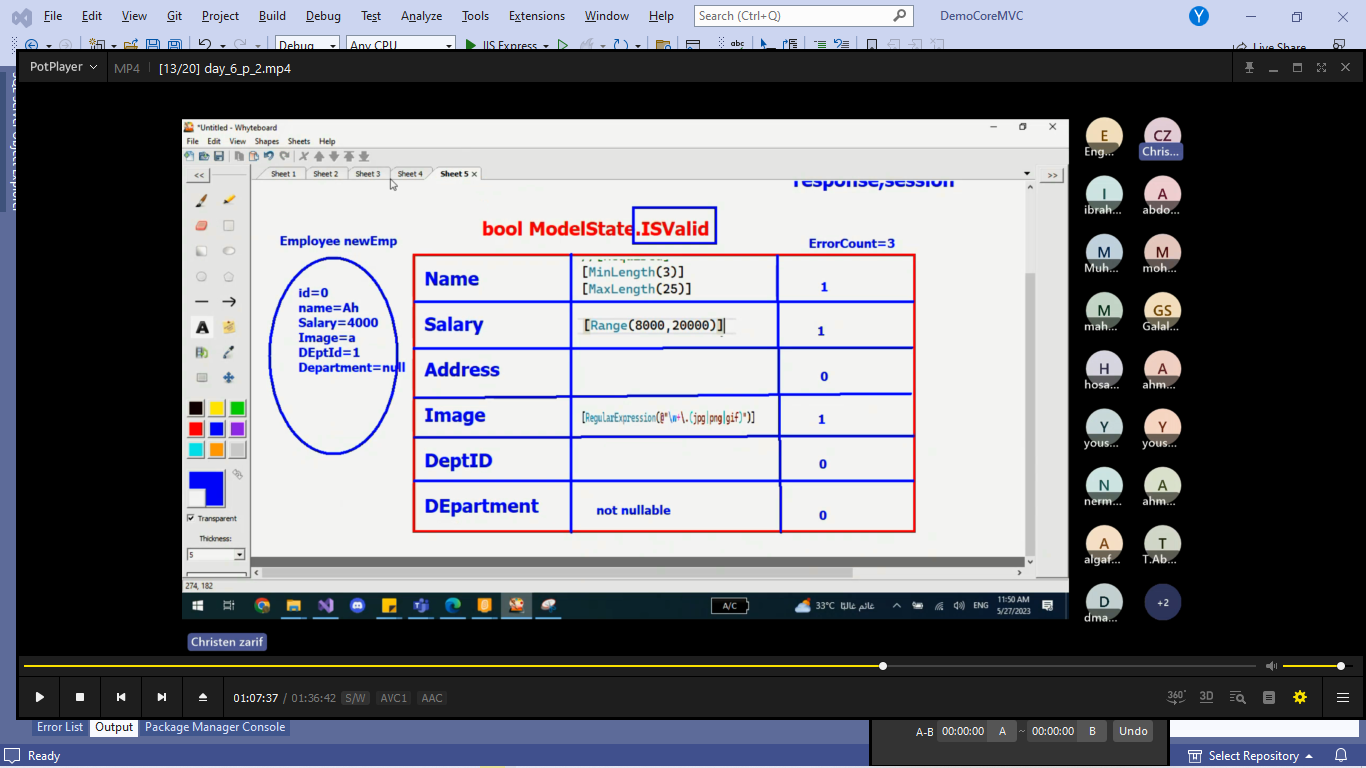 File Edit View Git Project Build Debug Test Analyze Tools Extensions Window Help Search (Ctrl+Q) DemoCoreMVC Y
Debug Any CPU IIS Express Live Share
PotPlayer MP4 [13/20] day_6_p_2.mp4
*Untitled - Whyteboard
File Edit View Shapes Sheets Help
<< Sheet 1 Sheet 2 Sheet 3 Sheet 4 Sheet 5 >>
response,session
bool ModelState.ISValid
Employee newEmp
ErrorCount=3
id=0
name=Ah
Salary=4000
Image=a
DEptId=1
Department=null
Name
[MinLength(3)]
[MaxLength(25)]
1
Salary [Range(8000,20000)] 1
Address 0
Image [RegularExpression(@"\w+\.(jpg|png|gif)")] 1
DeptID 0
DEpartment not nullable 0
A
Transparent
Thickness:
5
274, 182
A/C 33°C غائم غالبًا ENG 11:50 AM
5/27/2023
Christen zarif
E CZ
Eng... Chris...
I A
ibrah... abdo...
M M
Muh... moh...
M GS
mah... Galal...
H A
hosa... ahm...
Y Y
yous... yous...
N A
nerm... ahm...
A T
algaf... T.Ab...
D +2
dma...
01:07:37 / 01:36:42 S/W AVC1 AAC 360° 3D
Error List Output Package Manager Console
A-B 00:00:00 A ~ 00:00:00 B Undo
Ready Select Repository